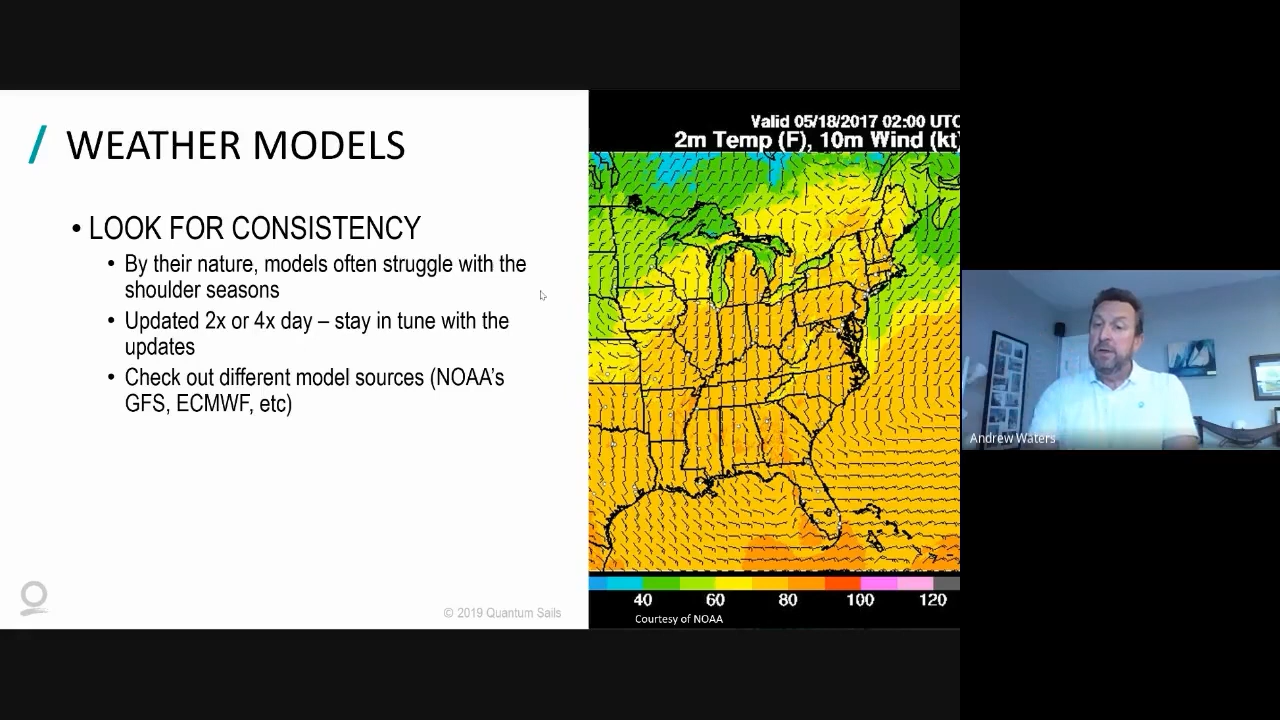 / WEATHER MODELS
• LOOK FOR CONSISTENCY
• By their nature, models often struggle with the
shoulder seasons
• Updated 2x or 4x day – stay in tune with the
updates
• Check out different model sources (NOAA's
GFS, ECMWF, etc)
© 2019 Quantum Sails
Valid 05/18/2017 02:00 UTC
2m Temp (F), 10m Wind (kt)
40 60 80 100 120
Courtesy of NOAA
Andrew Waters